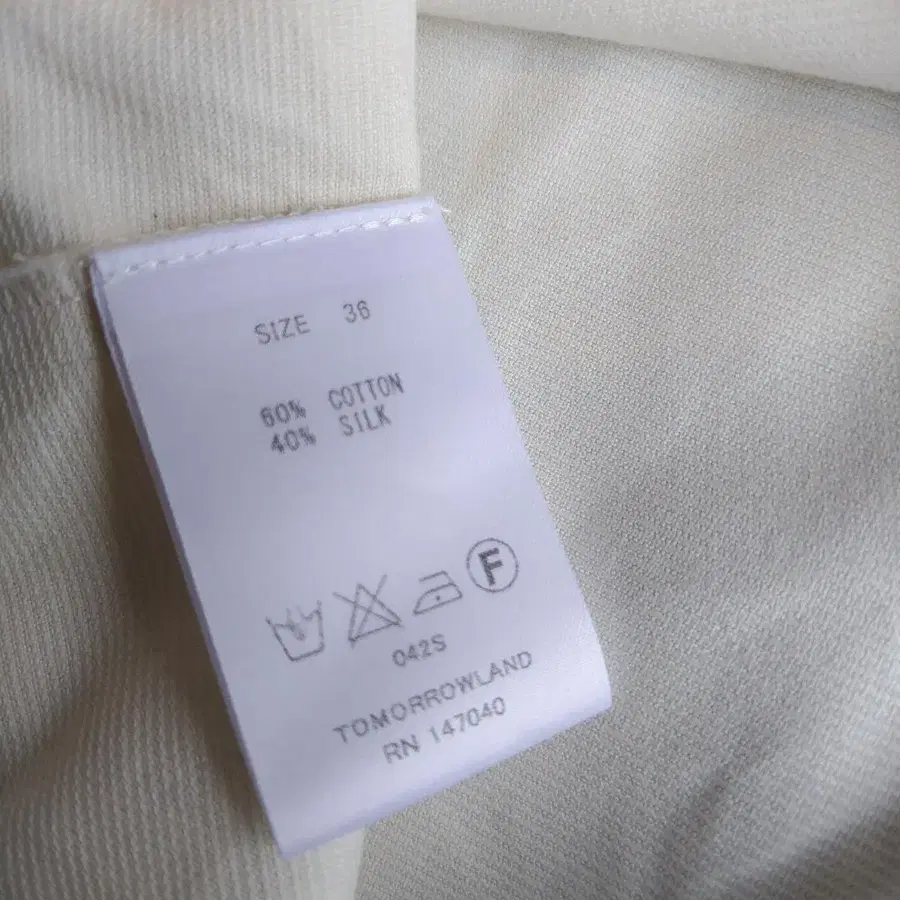 SIZE 36
60% COTTON
40% SILK
F
042S
TOMORROWLAND
RN 147040